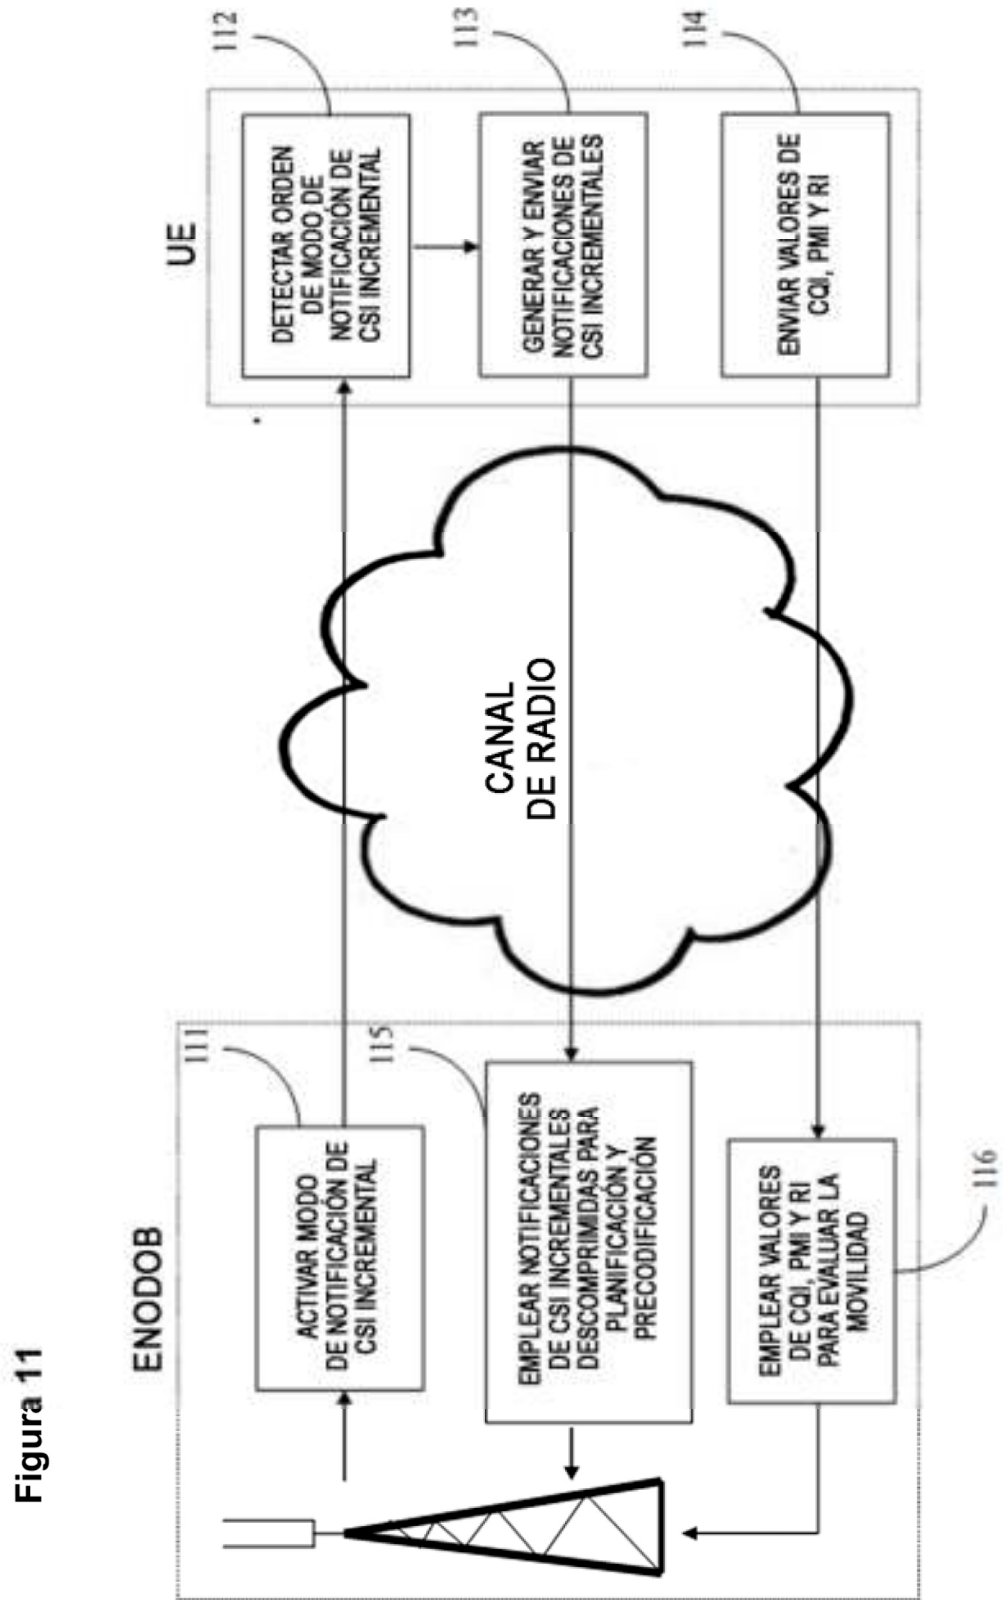 Figura 11
ENODOB
ACTIVAR MODO
DE NOTIFICACIÓN DE
CSI INCREMENTAL
111
EMPLEAR NOTIFICACIONES
DE CSI INCREMENTALES
DESCOMPRIMIDAS PARA
PLANIFICACIÓN Y
PRECODIFICACIÓN
115
EMPLEAR VALORES
DE CQI, PMI Y RI
PARA EVALUAR LA
MOVILIDAD
116
CANAL
DE RADIO
UE
DETECTAR ORDEN
DE MODO DE
NOTIFICACIÓN DE
CSI INCREMENTAL
112
GENERAR Y ENVIAR
NOTIFICACIONES DE
CSI INCREMENTALES
113
ENVIAR VALORES DE
CQI, PMI Y RI
114